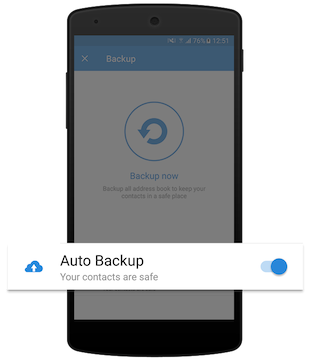 76% 12:51
Backup
Backup now
Backup all address book to keep your
contacts in a safe place
Auto Backup
Your contacts are safe